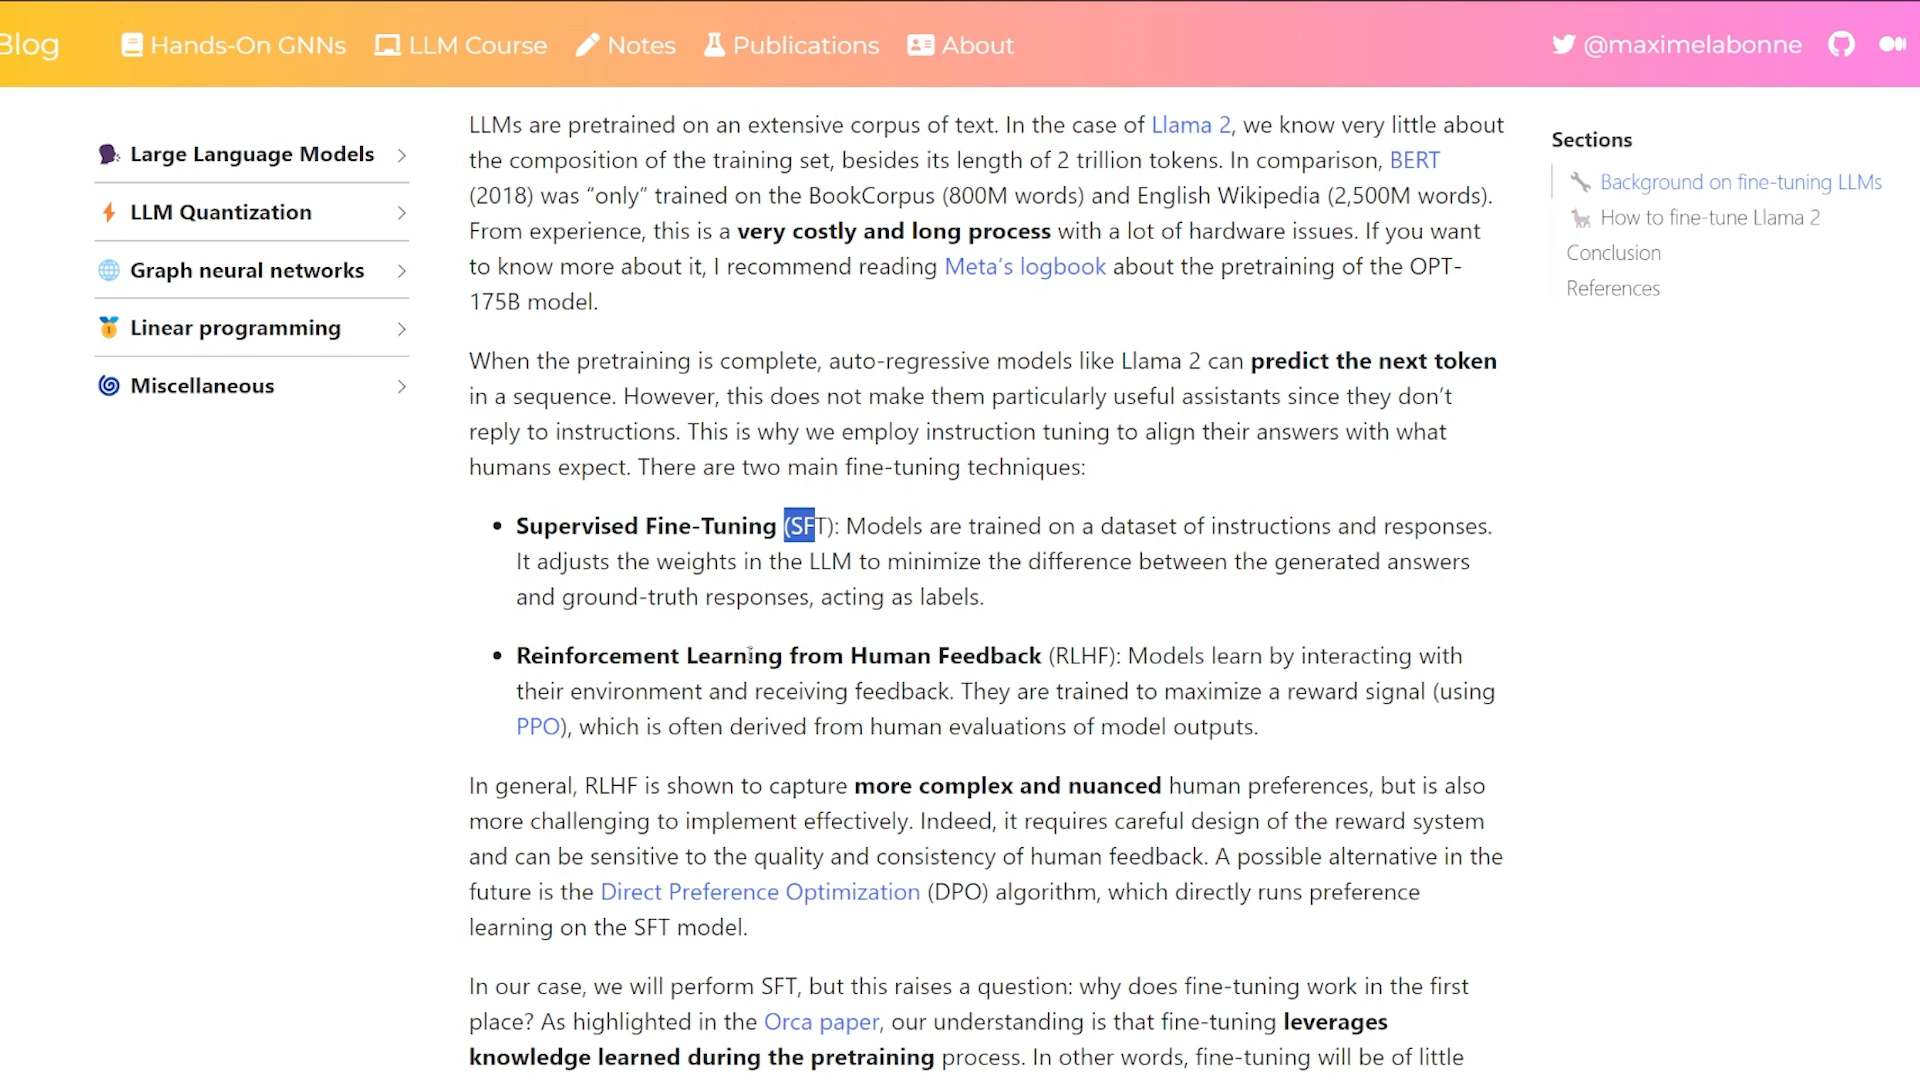 Blog
Hands-On GNNs
LLM Course
Notes
Publications
About
@maximelabonne
Large Language Models
LLM Quantization
Graph neural networks
Linear programming
Miscellaneous
LLMs are pretrained on an extensive corpus of text. In the case of Llama 2, we know very little about
the composition of the training set, besides its length of 2 trillion tokens. In comparison, BERT
(2018) was “only” trained on the BookCorpus (800M words) and English Wikipedia (2,500M words).
From experience, this is a very costly and long process with a lot of hardware issues. If you want
to know more about it, I recommend reading Meta’s logbook about the pretraining of the OPT-
175B model.
When the pretraining is complete, auto-regressive models like Llama 2 can predict the next token
in a sequence. However, this does not make them particularly useful assistants since they don’t
reply to instructions. This is why we employ instruction tuning to align their answers with what
humans expect. There are two main fine-tuning techniques:
• Supervised Fine-Tuning (SFT): Models are trained on a dataset of instructions and responses.
It adjusts the weights in the LLM to minimize the difference between the generated answers
and ground-truth responses, acting as labels.
• Reinforcement Learning from Human Feedback (RLHF): Models learn by interacting with
their environment and receiving feedback. They are trained to maximize a reward signal (using
PPO), which is often derived from human evaluations of model outputs.
In general, RLHF is shown to capture more complex and nuanced human preferences, but is also
more challenging to implement effectively. Indeed, it requires careful design of the reward system
and can be sensitive to the quality and consistency of human feedback. A possible alternative in the
future is the Direct Preference Optimization (DPO) algorithm, which directly runs preference
learning on the SFT model.
In our case, we will perform SFT, but this raises a question: why does fine-tuning work in the first
place? As highlighted in the Orca paper, our understanding is that fine-tuning leverages
knowledge learned during the pretraining process. In other words, fine-tuning will be of little
Sections
Background on fine-tuning LLMs
How to fine-tune Llama 2
Conclusion
References